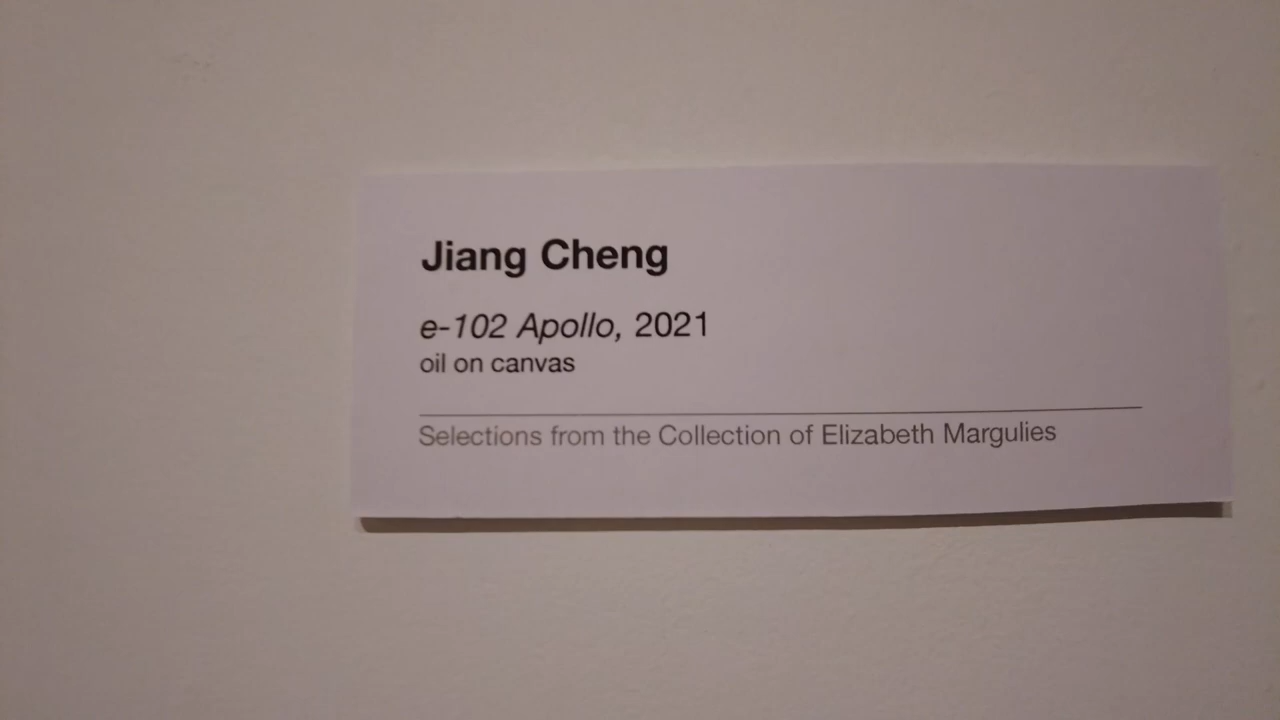 Jiang Cheng
e-102 Apollo, 2021
oil on canvas
Selections from the Collection of Elizabeth Margulies